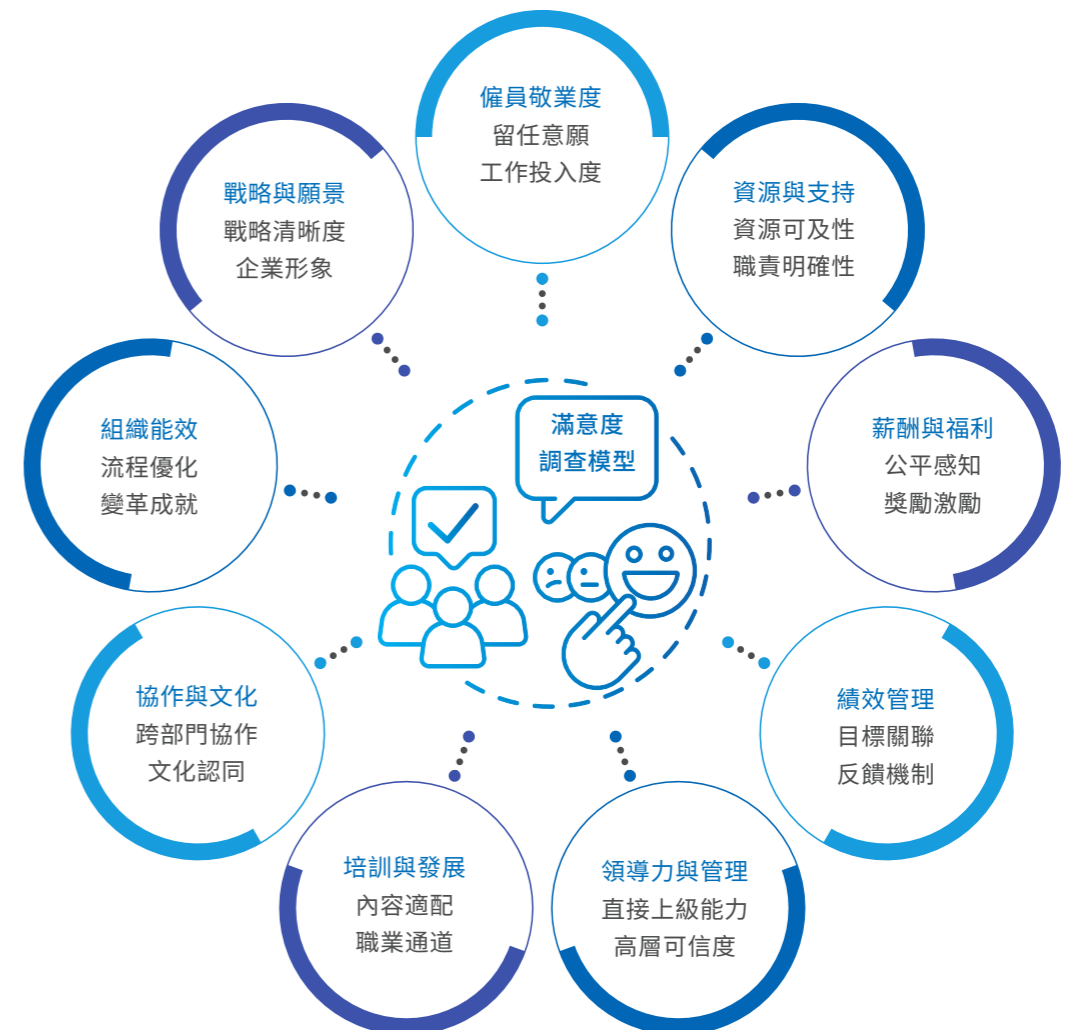 僱員敬業度
留任意願
工作投入度
資源與支持
資源可及性
職責明確性
薪酬與福利
公平感知
獎勵激勵
績效管理
目標關聯
反饋機制
領導力與管理
直接上級能力
高層可信度
培訓與發展
內容適配
職業通道
協作與文化
跨部門協作
文化認同
組織能效
流程優化
變革成就
戰略與願景
戰略清晰度
企業形象
滿意度
調查模型